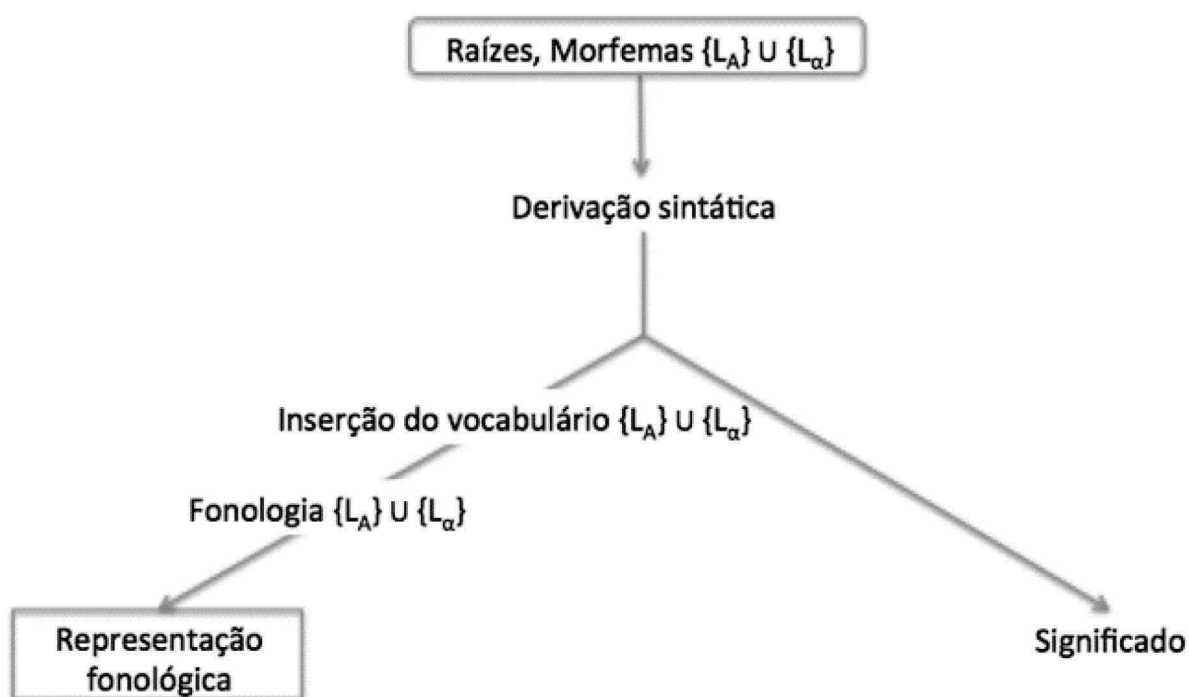 Raízes, Morfemas {L_A} ∪ {L_α}
Derivação sintática
Inserção do vocabulário {L_A} ∪ {L_α}
Fonologia {L_A} ∪ {L_α}
Representação
fonológica
Significado